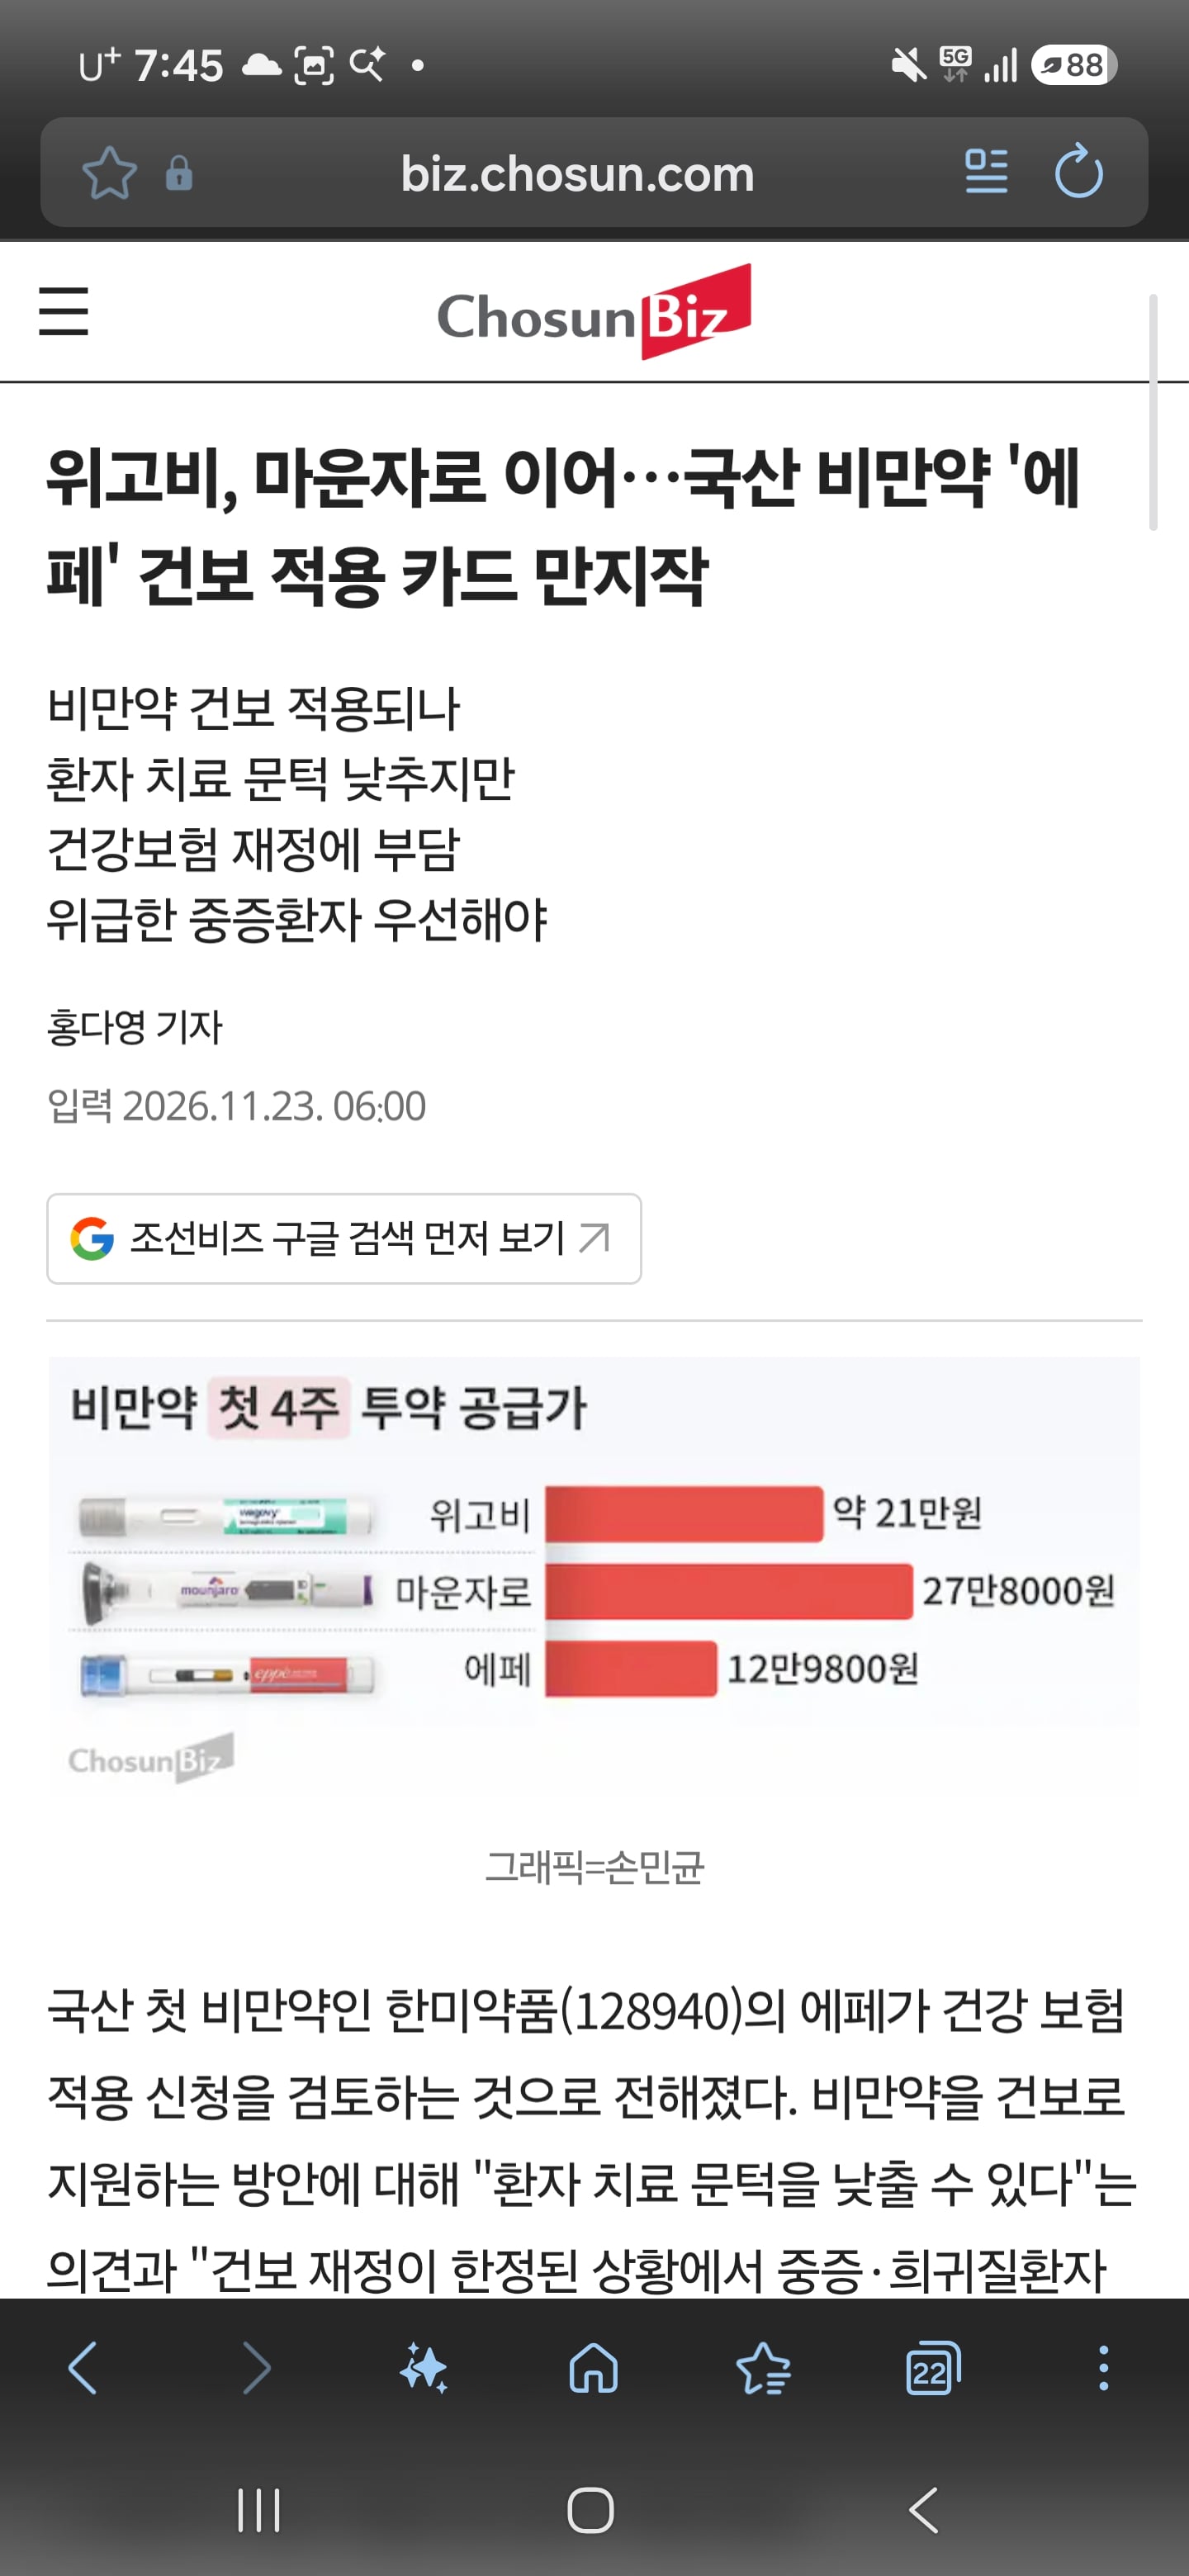 U+ 7:45
5G 88
biz.chosun.com
ChosunBiz
위고비, 마운자로 이어…국산 비만약 '에
페' 건보 적용 카드 만지작
비만약 건보 적용되나
환자 치료 문턱 낮추지만
건강보험 재정에 부담
위급한 중증환자 우선해야
홍다영 기자
입력 2026.11.23. 06:00
조선비즈 구글 검색 먼저 보기
비만약 첫 4주 투약 공급가
wegovy 위고비 약 21만원
mounjaro 마운자로 27만8000원
에페 12만9800원
ChosunBiz
그래픽=손민균
국산 첫 비만약인 한미약품(128940)의 에페가 건강 보험
적용 신청을 검토하는 것으로 전해졌다. 비만약을 건보로
지원하는 방안에 대해 "환자 치료 문턱을 낮출 수 있다"는
의견과 "건보 재정이 한정된 상황에서 중증·희귀질환자
22